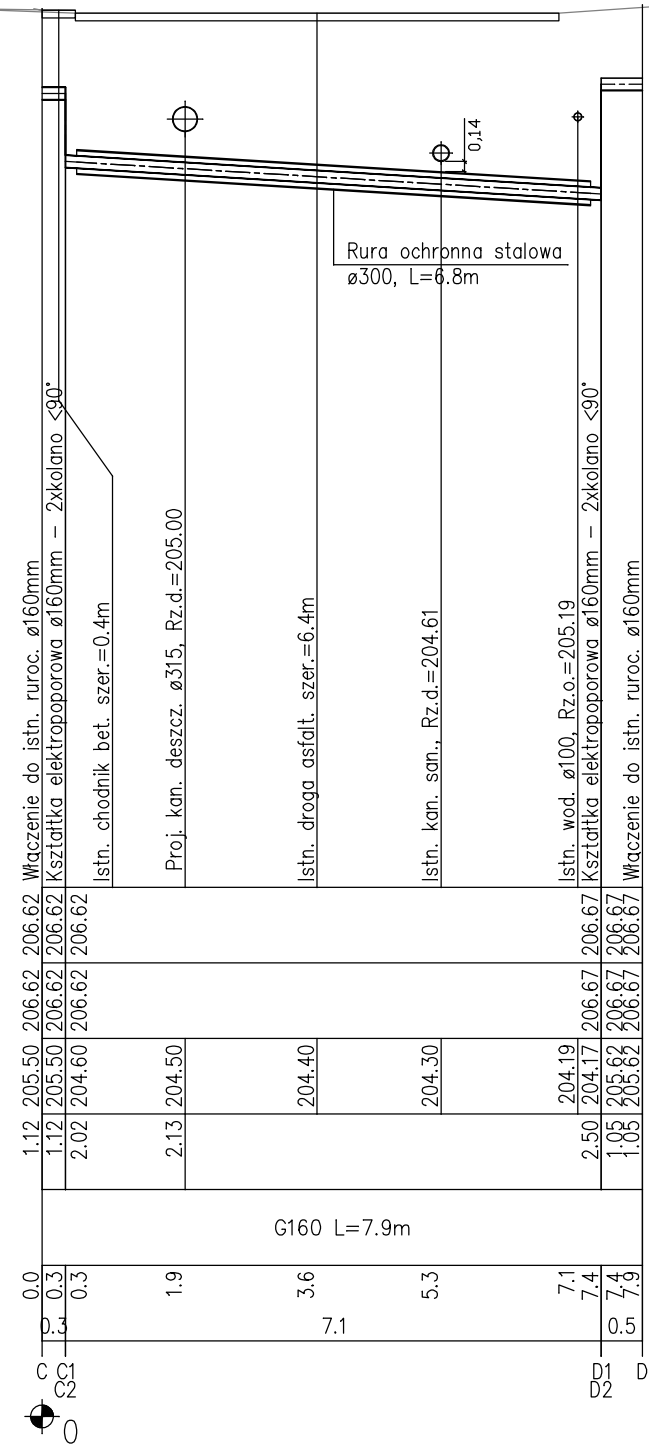 0,14
Rura ochronna stalowa
ø300, L=6.8m
Włączenie do istn. ruroc. ø160mm
Kształtka elektropoporowa ø160mm - 2xkolano <90°
Istn. chodnik bet. szer.=0.4m
Proj. kan. deszcz. ø315, Rz.d.=205.00
Istn. droga asfalt. szer.=6.4m
Istn. kan. san., Rz.d.=204.61
Istn. wod. ø100, Rz.o.=205.19
Kształtka elektropoporowa ø160mm - 2xkolano <90°
Włączenie do istn. ruroc. ø160mm
206.62 206.62 206.62 206.67 206.67 206.67
206.62 206.62 206.62 206.67 206.67 206.67
205.50 205.50 204.60 204.50 204.40 204.30 204.19 204.17 205.62 205.62
1.12 1.12 2.02 2.13 2.50 1.05 1.05
G160 L=7.9m
0.0 0.3 0.3 1.9 3.6 5.3 7.1 7.4 7.4 7.9
0.3 7.1 0.5
C C1 D1 D
C2 D2
0